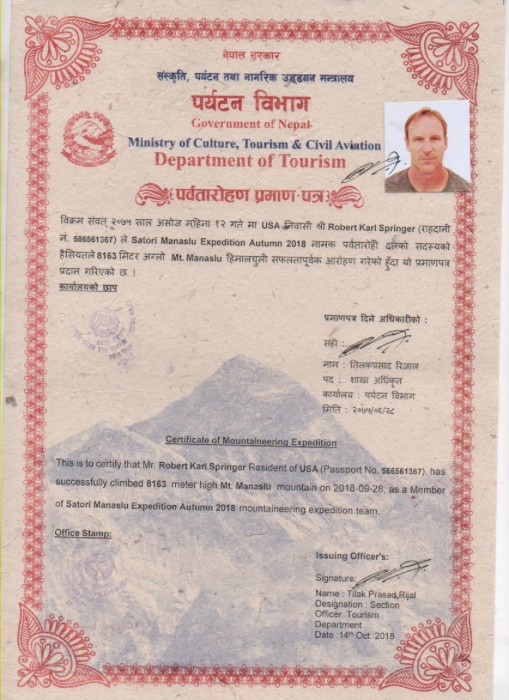 नेपाल सरकार
संस्कृति, पर्यटन तथा नागरिक उड्डयन मन्त्रालय
पर्यटन विभाग
Government of Nepal
Ministry of Culture, Tourism & Civil Aviation
Department of Tourism
पर्वतारोहण प्रमाण-पत्र
विक्रम संवत् २०७५ साल असोज महिना १२ गते मा USA निवासी श्री Robert Karl Springer (राहदानी
नं. 586561367) ले Satori Manaslu Expedition Autumn 2018 नामक पर्वतारोही दलको सदस्यको
हैसियतले 8163 मिटर अग्लो Mt. Manaslu हिमालचुली सफलतापूर्वक आरोहण गरेको हुँदा यो प्रमाणपत्र
प्रदान गरिएको छ ।
कार्यालयको छाप
प्रमाणपत्र दिने अधिकारीको :
सही :
नाम : तिलकप्रसाद रिजाल
पद : शाखा अधिकृत
कार्यालय : पर्यटन विभाग
मिति : २०७५/०६/२८
Certificate of Mountaineering Expedition
This is to certify that Mr. Robert Karl Springer Resident of USA (Passport No. 586561367), has
successfully climbed 8163 meter high Mt. Manaslu mountain on 2018-09-28, as a Member
of Satori Manaslu Expedition Autumn 2018 mountaineering expedition team.
Office Stamp:
Issuing Officer's:
Signature:
Name : Tilak Prasad Rijal
Designation : Section
Officer Tourism
Department
Date :14th Oct. 2018